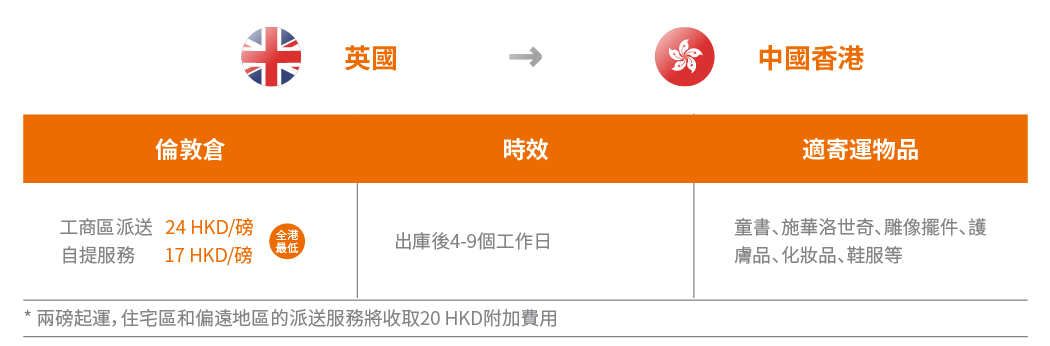 英國 → 中國香港
倫敦倉 時效 適寄運物品
工商區派送 24 HKD/磅
自提服務 17 HKD/磅
全港
最低
出庫後4-9個工作日
童書、施華洛世奇、雕像擺件、護
膚品、化妝品、鞋服等
* 兩磅起運，住宅區和偏遠地區的派送服務將收取20 HKD附加費用